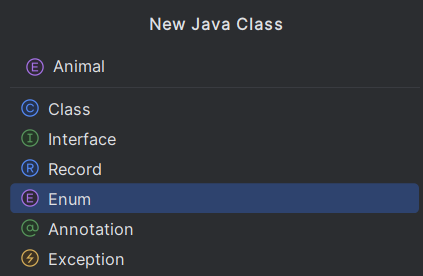 New Java Class
E Animal
C Class
I Interface
R Record
E Enum
@ Annotation
Exception